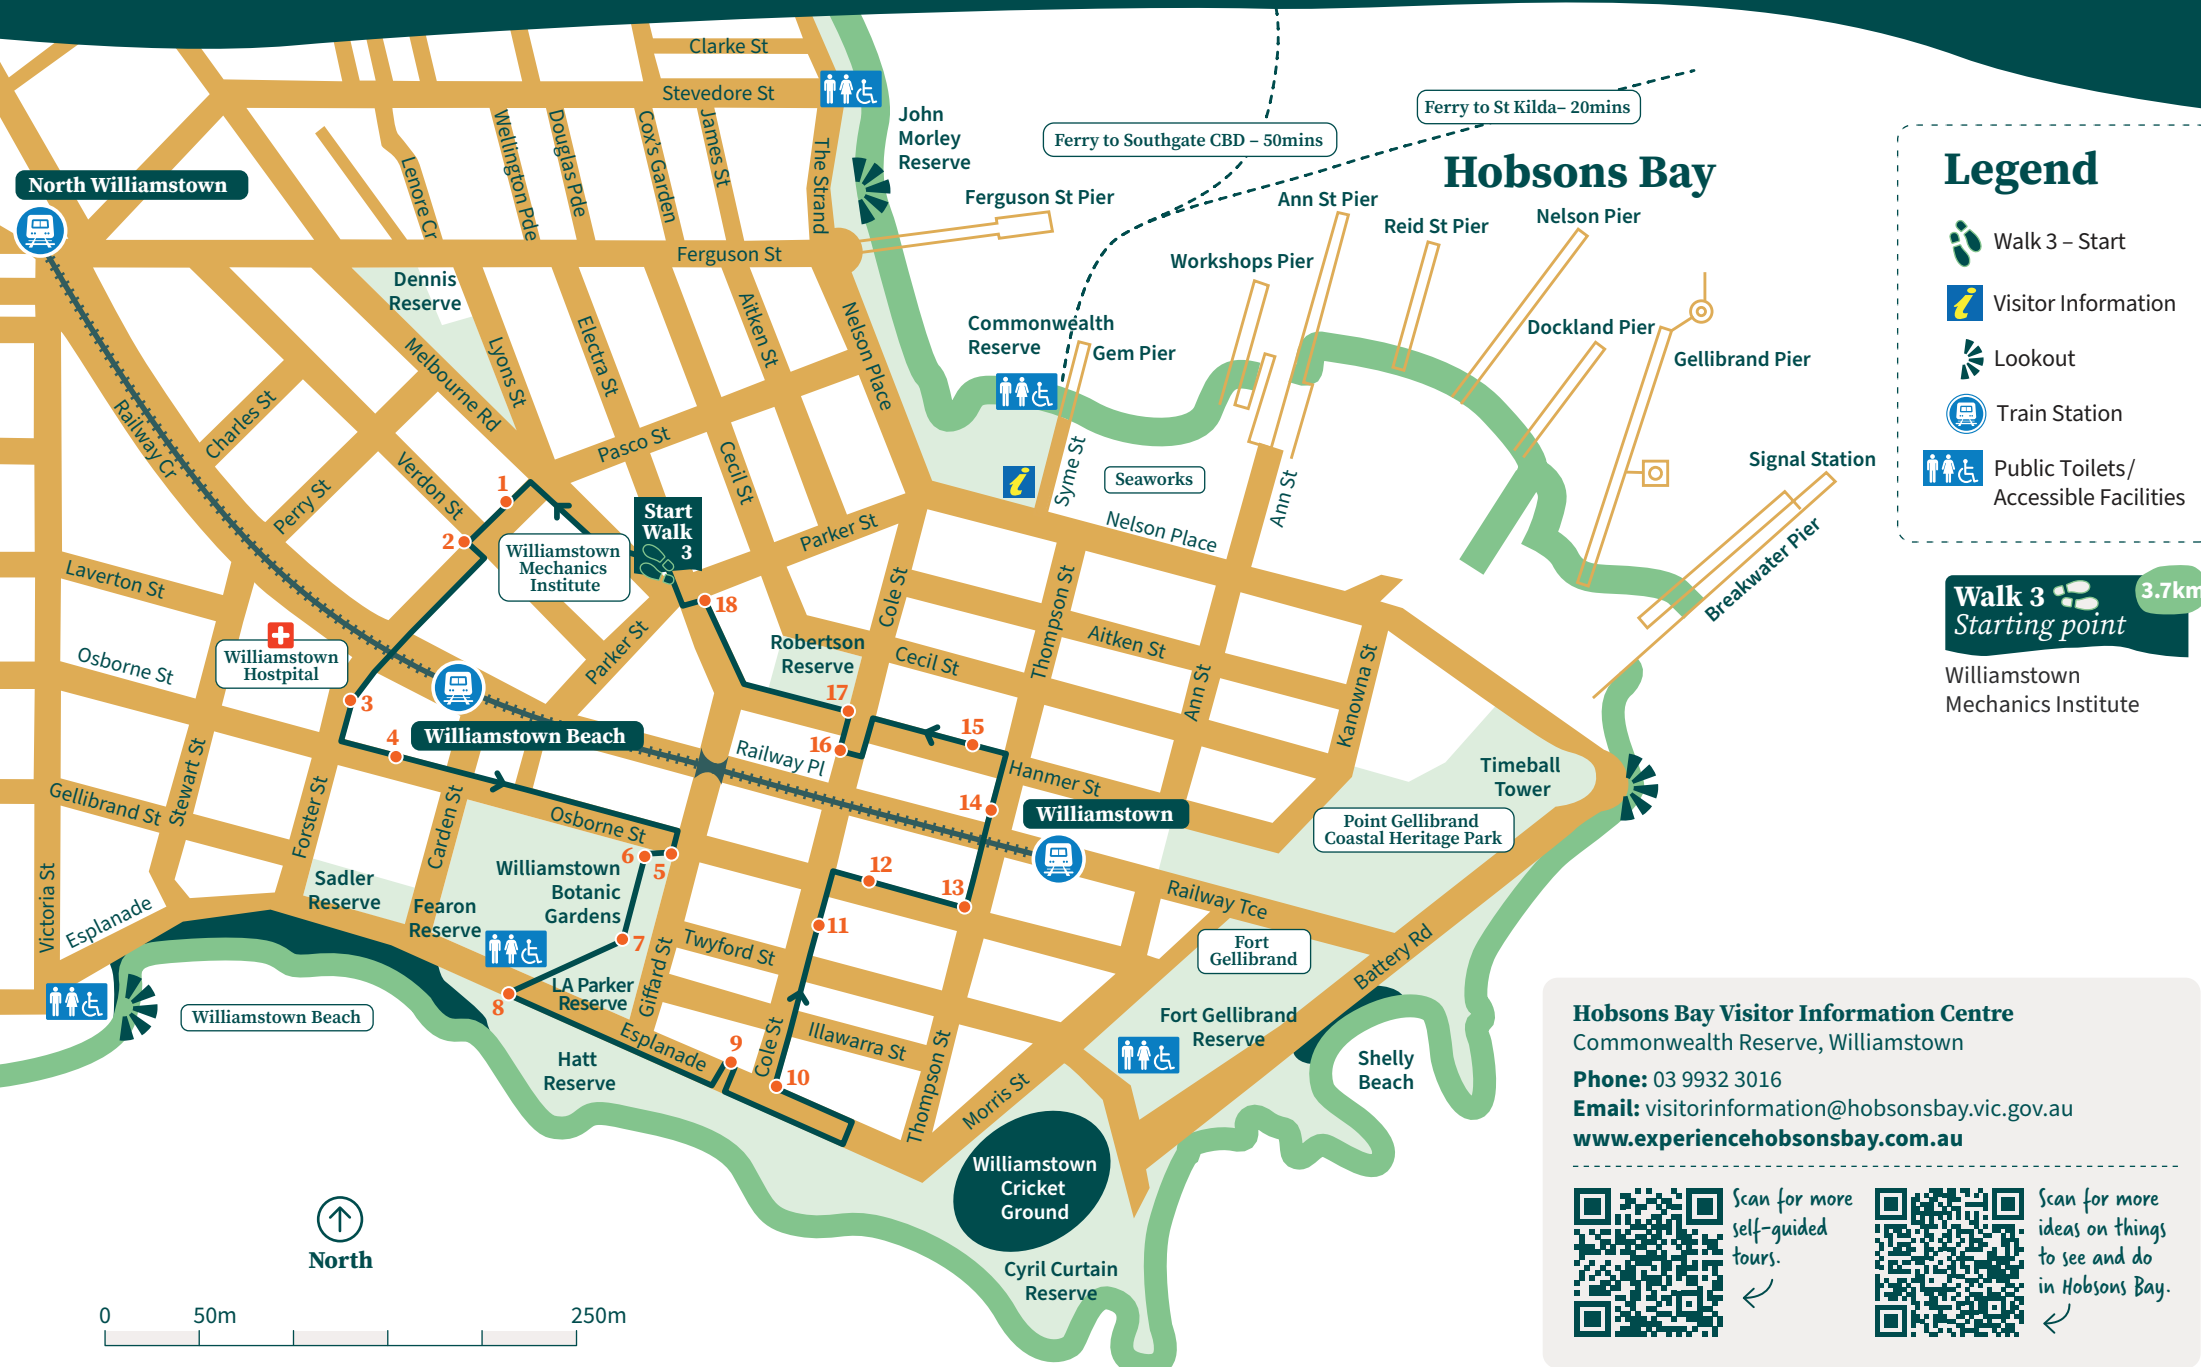 Clarke St
Stevedore St
John
Morley
Reserve
Ferry to Southgate CBD – 50mins
Ferry to St Kilda– 20mins
Hobsons Bay
Legend
Walk 3 – Start
Visitor Information
Lookout
Train Station
Public Toilets/
Accessible Facilities
North Williamstown
Lenore Cr
Wellington Pde
Douglas Pde
Cox's Garden
James St
The Strand
Ferguson St Pier
Ann St Pier
Reid St Pier
Nelson Pier
Workshops Pier
Ferguson St
Dennis
Reserve
Commonwealth
Reserve
Gem Pier
Dockland Pier
Gellibrand Pier
Signal Station
Breakwater Pier
Melbourne Rd
Lyons St
Electra St
Aitken St
Nelson Place
Railway Cr
Charles St
Perry St
Verdon St
Pasco St
Cecil St
Parker St
Syme St
Seaworks
Ann St
Nelson Place
1
2
Start
Walk
3
Williamstown
Mechanics
Institute
18
Laverton St
Osborne St
Williamstown
Hostpital
Parker St
Robertson
Reserve
Cole St
Cecil St
Thompson St
Aitken St
Ann St
Kanowna St
3
4
Williamstown Beach
17
16
15
Railway Pl
Hanmer St
14
Williamstown
Timeball
Tower
Point Gellibrand
Coastal Heritage Park
Walk 3
3.7km
Starting point
Williamstown
Mechanics Institute
Gellibrand St
Stewart St
Forster St
Carden St
Osborne St
6
5
Williamstown
Botanic
Gardens
12
13
11
7
Railway Tce
Fort
Gellibrand
Battery Rd
Victoria St
Esplanade
Sadler
Reserve
Fearon
Reserve
Twyford St
Giffard St
LA Parker
Reserve
8
Williamstown Beach
Esplanade
9
10
Cole St
Illawarra St
Thompson St
Morris St
Hatt
Reserve
Fort Gellibrand
Reserve
Shelly
Beach
Williamstown
Cricket
Ground
Cyril Curtain
Reserve
North
0
50m
250m
Hobsons Bay Visitor Information Centre
Commonwealth Reserve, Williamstown
Phone: 03 9932 3016
Email: visitorinformation@hobsonsbay.vic.gov.au
www.experiencehobsonsbay.com.au
Scan for more
self-guided
tours.
Scan for more
ideas on things
to see and do
in Hobsons Bay.